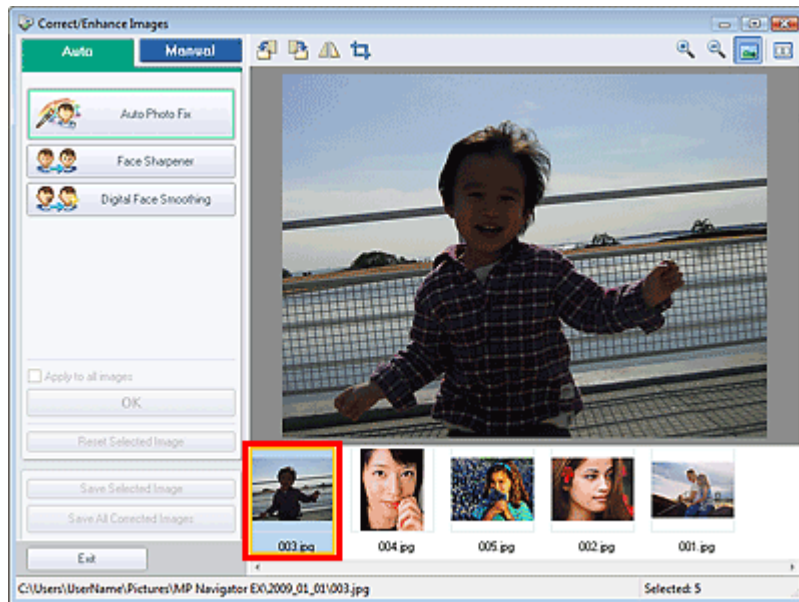 Correct/Enhance Images
Auto
Manual
Auto Photo Fix
Face Sharpener
Digital Face Smoothing
Apply to all images
OK
Reset Selected Image
Save Selected Image
Save All Corrected Images
Exit
003.jpg
004.jpg
005.jpg
002.jpg
001.jpg
C:\Users\UserName\Pictures\MP Navigator EX\2009_01_01\003.jpg
Selected: 5